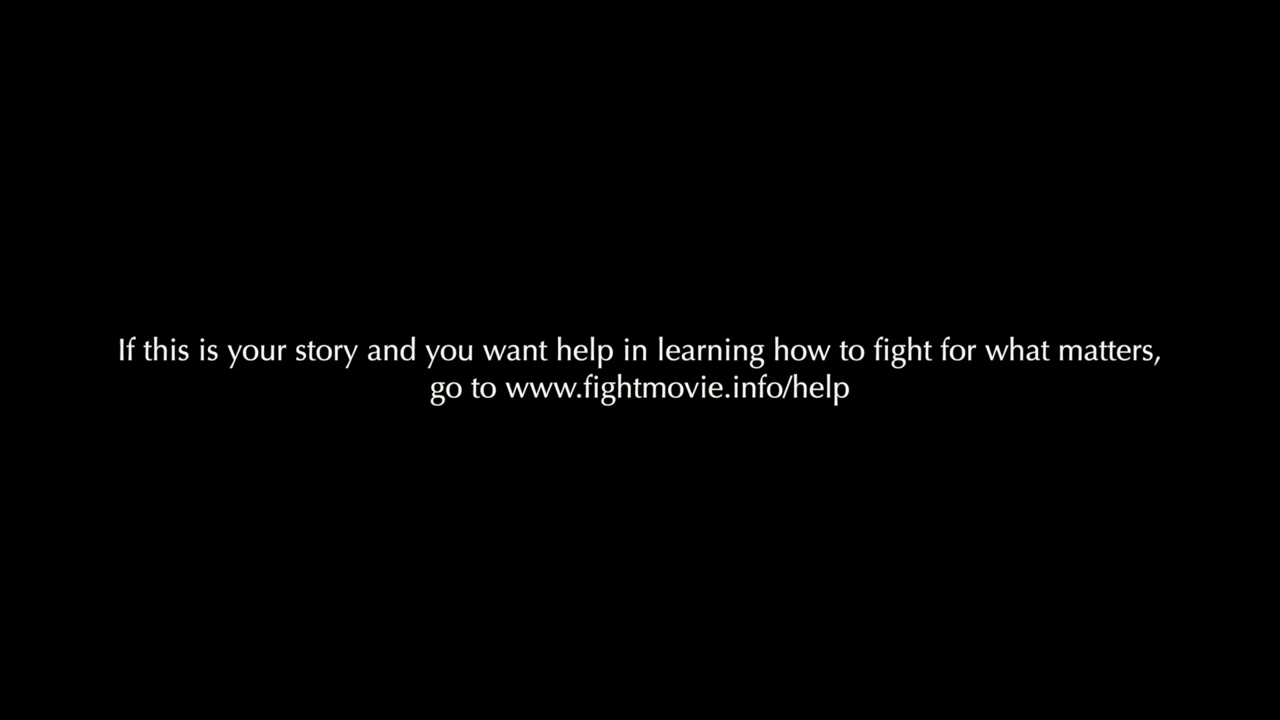 If this is your story and you want help in learning how to fight for what matters,
go to www.fightmovie.info/help